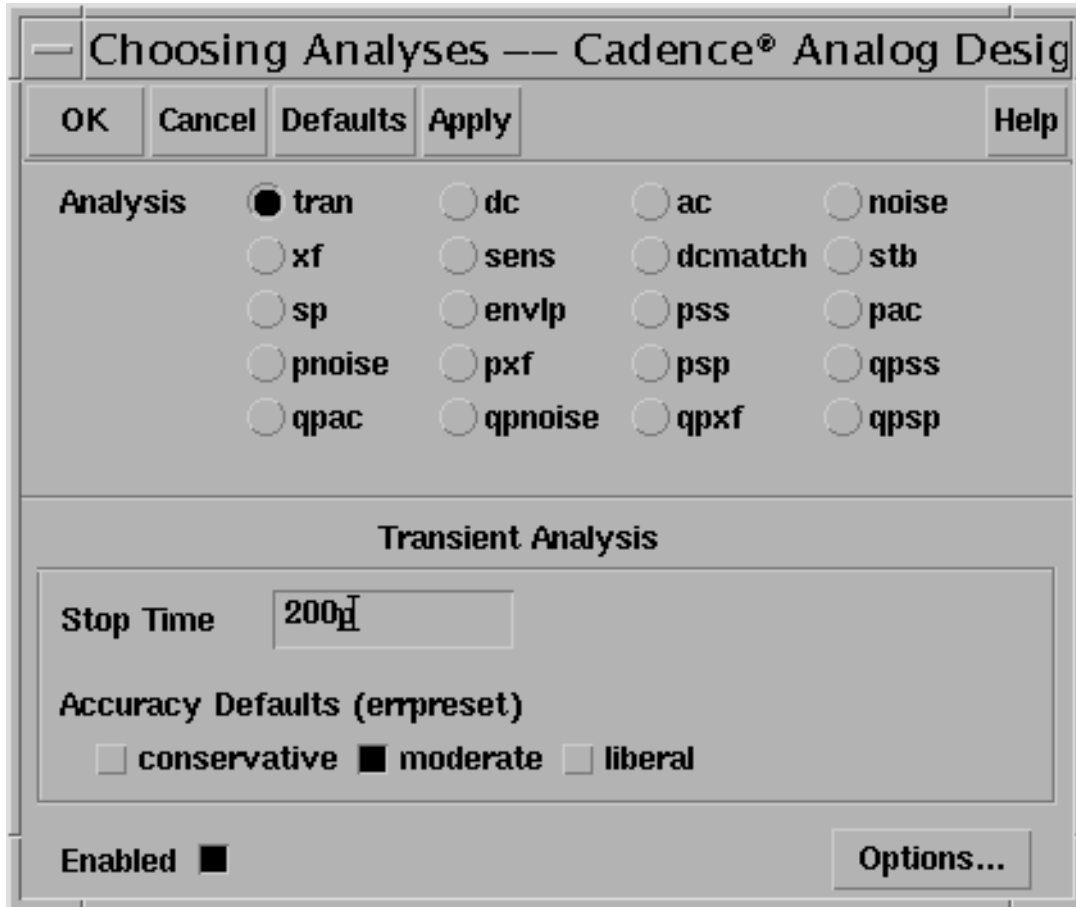 Choosing Analyses –– Cadence® Analog Desig
OK Cancel Defaults Apply Help
Analysis tran dc ac noise
xf sens dcmatch stb
sp envlp pss pac
pnoise pxf psp qpss
qpac qpnoise qpxf qpsp
Transient Analysis
Stop Time
Accuracy Defaults (errpreset)
conservative moderate liberal
Enabled Options...